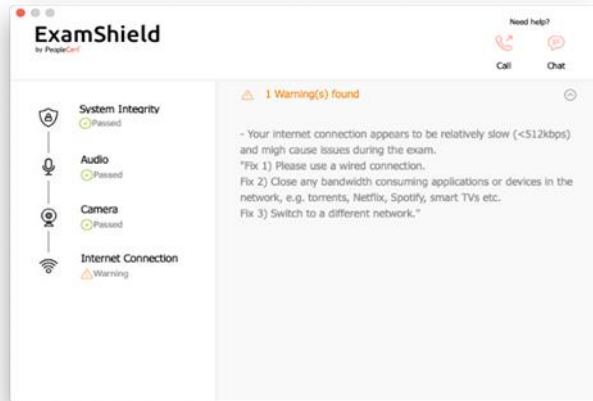 ExamShield
by PeopleCert
Need help?
Call
Chat
System Integrity
Passed
Audio
Passed
Camera
Passed
Internet Connection
Warning
1 Warning(s) found
- Your internet connection appears to be relatively slow (<512kbps)
and migh cause issues during the exam.
"Fix 1) Please use a wired connection.
Fix 2) Close any bandwidth consuming applications or devices in the
network, e.g. torrents, Netflix, Spotify, smart TVs etc.
Fix 3) Switch to a different network."